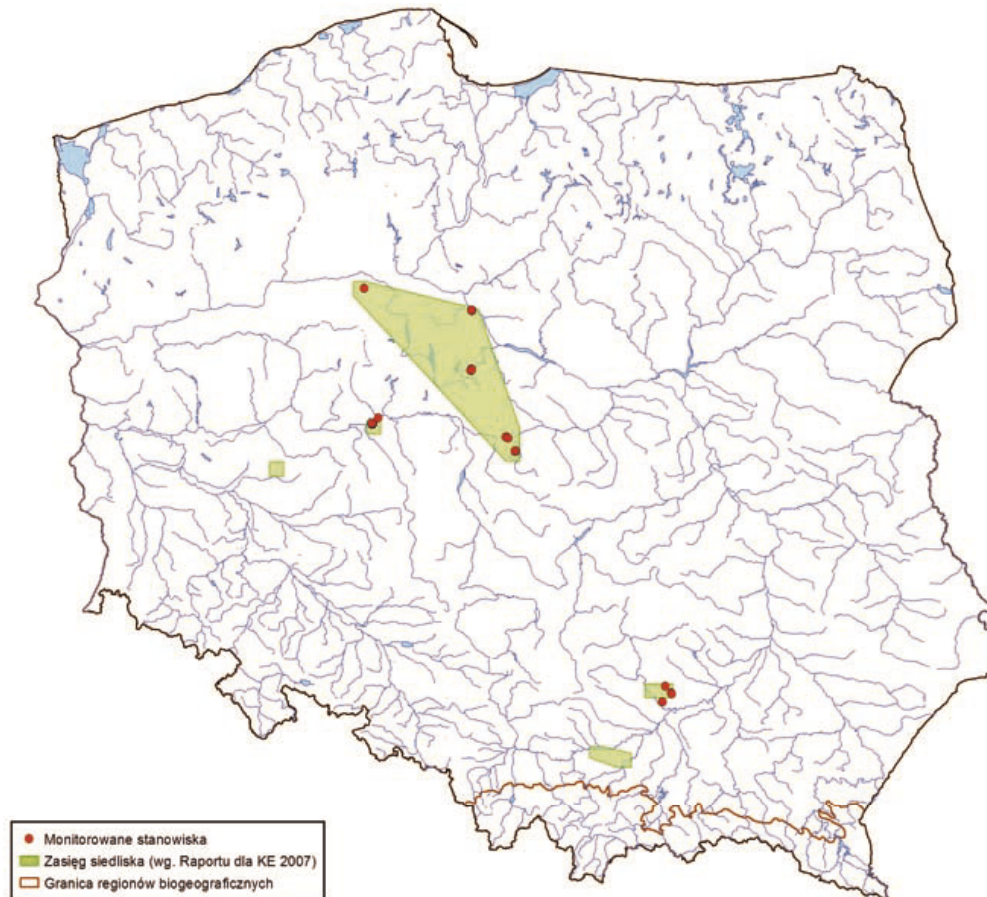 Monitorowane stanowiska
Zasięg siedliska (wg. Raportu dla KE 2007)
Granica regionów biogeograficznych